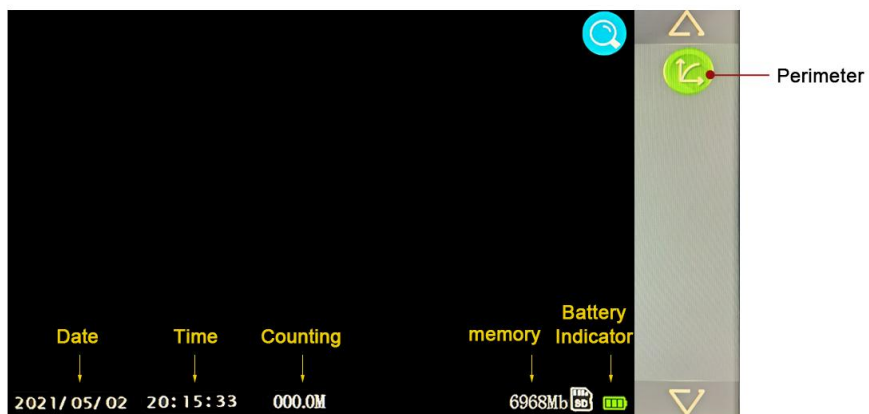 Perimeter
Battery
Date Time Counting memory Indicator
2021/05/02 20:15:33 000.0M 6968Mb SD